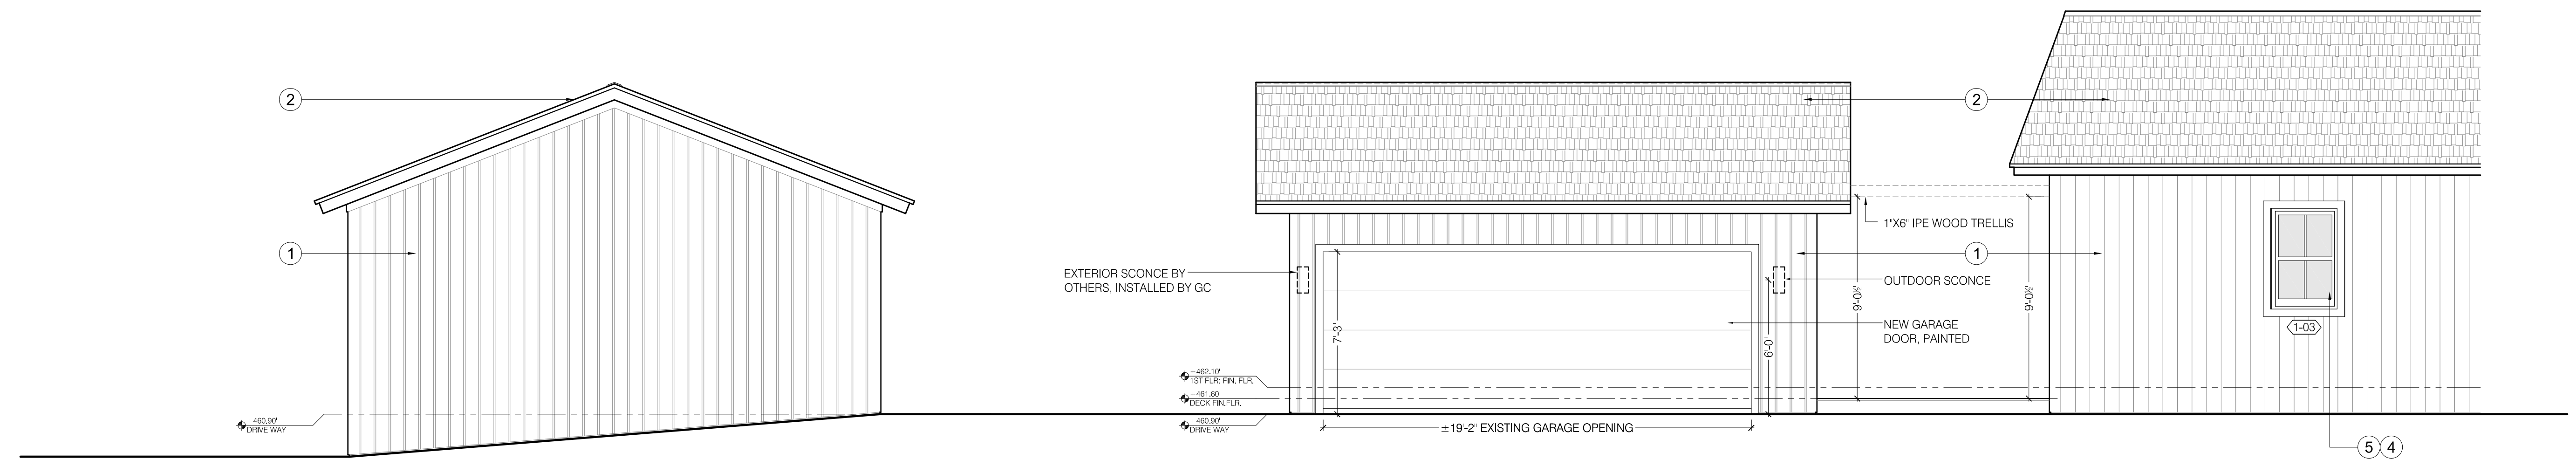 2
1
+460.90'
DRIVE WAY
2
1"X6" IPE WOOD TRELLIS
1
EXTERIOR SCONCE BY
OTHERS, INSTALLED BY GC
OUTDOOR SCONCE
9'-0½"
9'-0½"
7'-3"
6'-0"
NEW GARAGE
DOOR, PAINTED
1-03
+462.10'
1ST FLR: FIN. FLR.
+461.60
DECK FIN.FLR.
+460.90'
DRIVE WAY
±19'-2" EXISTING GARAGE OPENING
5 4